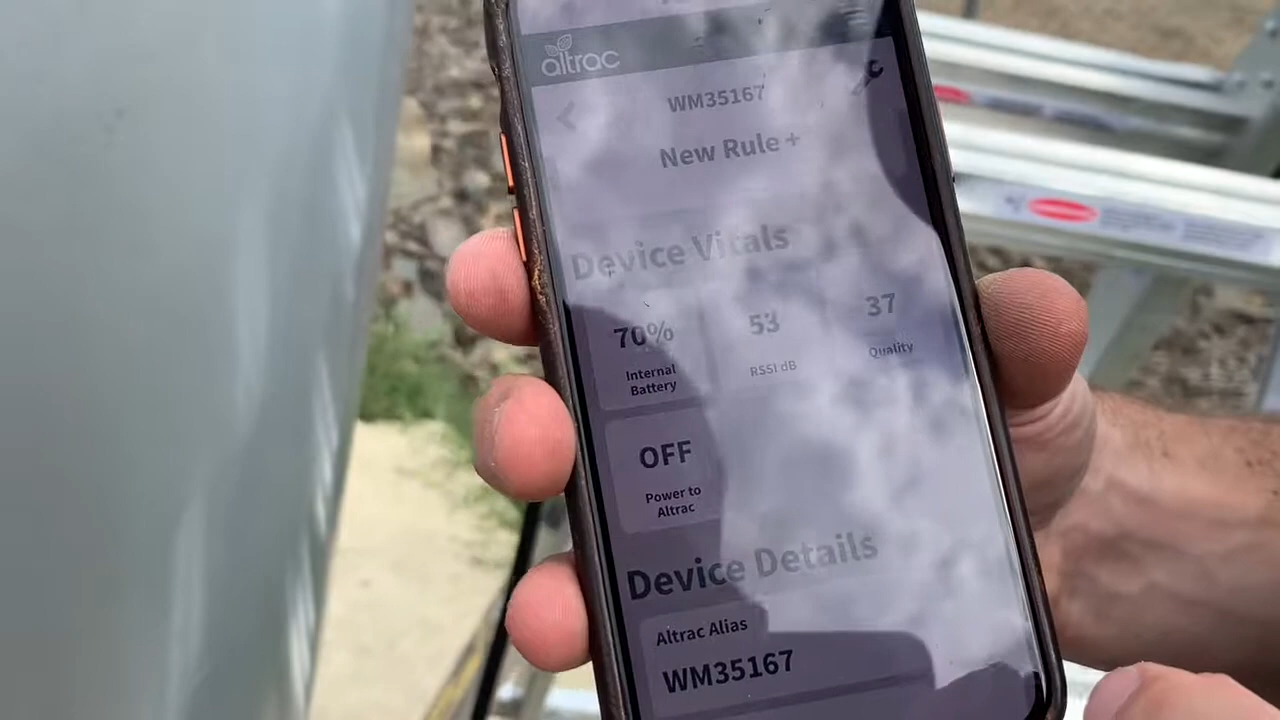 altrac
WM35167
New Rule +
Device Vitals
70%
Internal
Battery
53
RSSI dB
37
Quality
OFF
Power to
Altrac
Device Details
Altrac Alias
WM35167